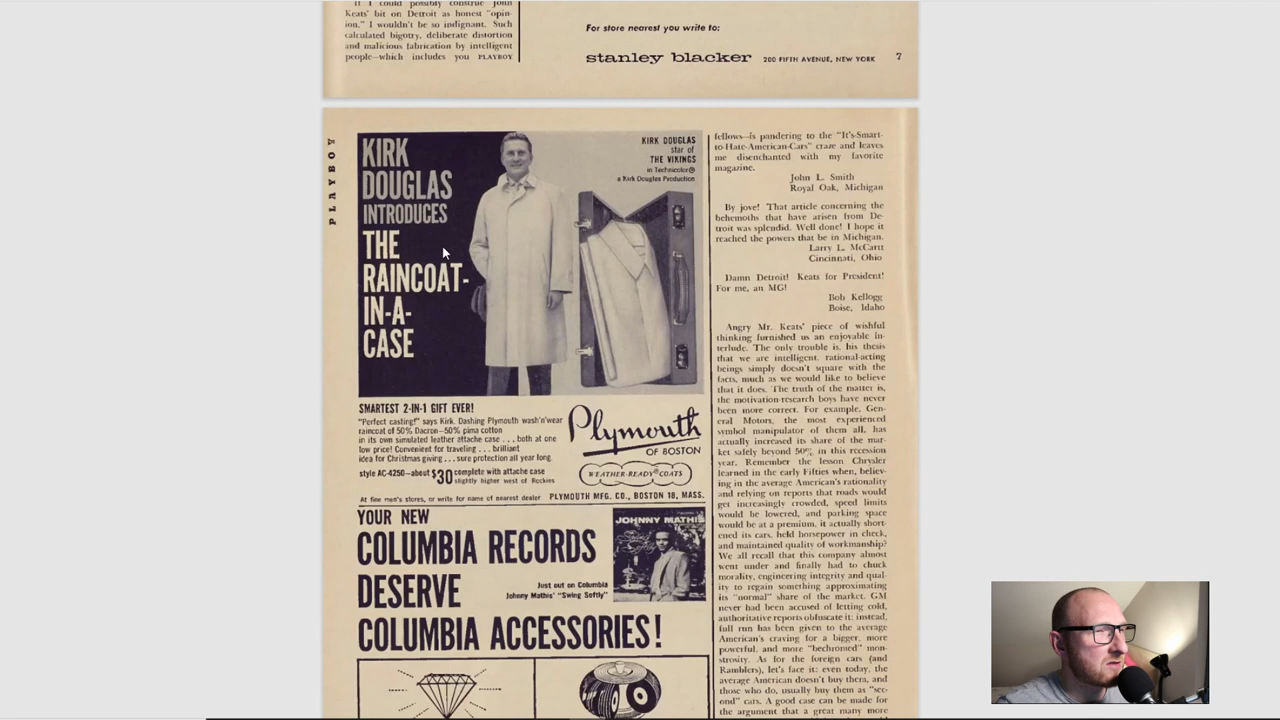 If I could possibly construe John
Keats' bit on Detroit as honest "opin-
ion," I wouldn't be so indignant. Such
calculated bigotry, deliberate distortion
and malicious fabrication by intelligent
people—which includes you PLAYBOY
For store nearest you write to:
stanley blacker 200 FIFTH AVENUE, NEW YORK 7
PLAYBOY
KIRK
DOUGLAS
INTRODUCES
THE
RAINCOAT-
IN-A-
CASE
KIRK DOUGLAS
star of
THE VIKINGS
in Technicolor®
a Kirk Douglas Production
SMARTEST 2-IN-1 GIFT EVER!
"Perfect casting!" says Kirk. Dashing Plymouth wash'n'wear
raincoat of 50% Dacron—50% pima cotton
in its own simulated leather attache case . . . both at one
low price! Convenient for traveling . . . brilliant
idea for Christmas giving . . . sure protection all year long.
style AC-4250—about $30 complete with attache case
slightly higher west of Rockies
Plymouth
OF BOSTON
WEATHER-READY® COATS
At fine men's stores, or write for name of nearest dealer PLYMOUTH MFG. CO., BOSTON 18, MASS.
YOUR NEW
COLUMBIA RECORDS
DESERVE
COLUMBIA ACCESSORIES!
Just out on Columbia
Johnny Mathis' "Swing Softly"
JOHNNY MATHIS
fellows—is pandering to the "It's-Smart-
to-Hate-American-Cars" craze and leaves
me disenchanted with my favorite
magazine.
John L. Smith
Royal Oak, Michigan
By jove! That article concerning the
behemoths that have arisen from De-
troit was splendid. Well done! I hope it
reached the powers that be in Michigan.
Larry L. McCartt
Cincinnati, Ohio
Damn Detroit! Keats for President!
For me, an MG!
Bob Kellogg
Boise, Idaho
Angry Mr. Keats' piece of wishful
thinking furnished us an enjoyable in-
terlude. The only trouble is, his thesis
that we are intelligent, rational-acting
beings simply doesn't square with the
facts, much as we would like to believe
that it does. The truth of the matter is,
the motivation-research boys have never
been more correct. For example, Gen-
eral Motors, the most experienced
symbol manipulator of them all, has
actually increased its share of the mar-
ket safely beyond 50% in this recession
year. Remember the lesson Chrysler
learned in the early Fifties when, believ-
ing in the average American's rationality
and relying on reports that roads would
get increasingly crowded, speed limits
would be lowered, and parking space
would be at a premium, it actually short-
ened its cars, held horsepower in check,
and maintained quality of workmanship?
We all recall that this company almost
went under and finally had to chuck
morality, engineering integrity and qual-
ity to regain something approximating
its "normal" share of the market. GM
never had been accused of letting cold,
authoritative reports obfuscate it; instead,
full run has been given to the average
American's craving for a bigger, more
powerful, and more "bechromed" mon-
strosity. As for the foreign cars (and
Ramblers), let's face it: even today, the
average American doesn't buy them, and
those who do, usually buy them as "sec-
ond" cars. A good case can be made for
the argument that a great many more